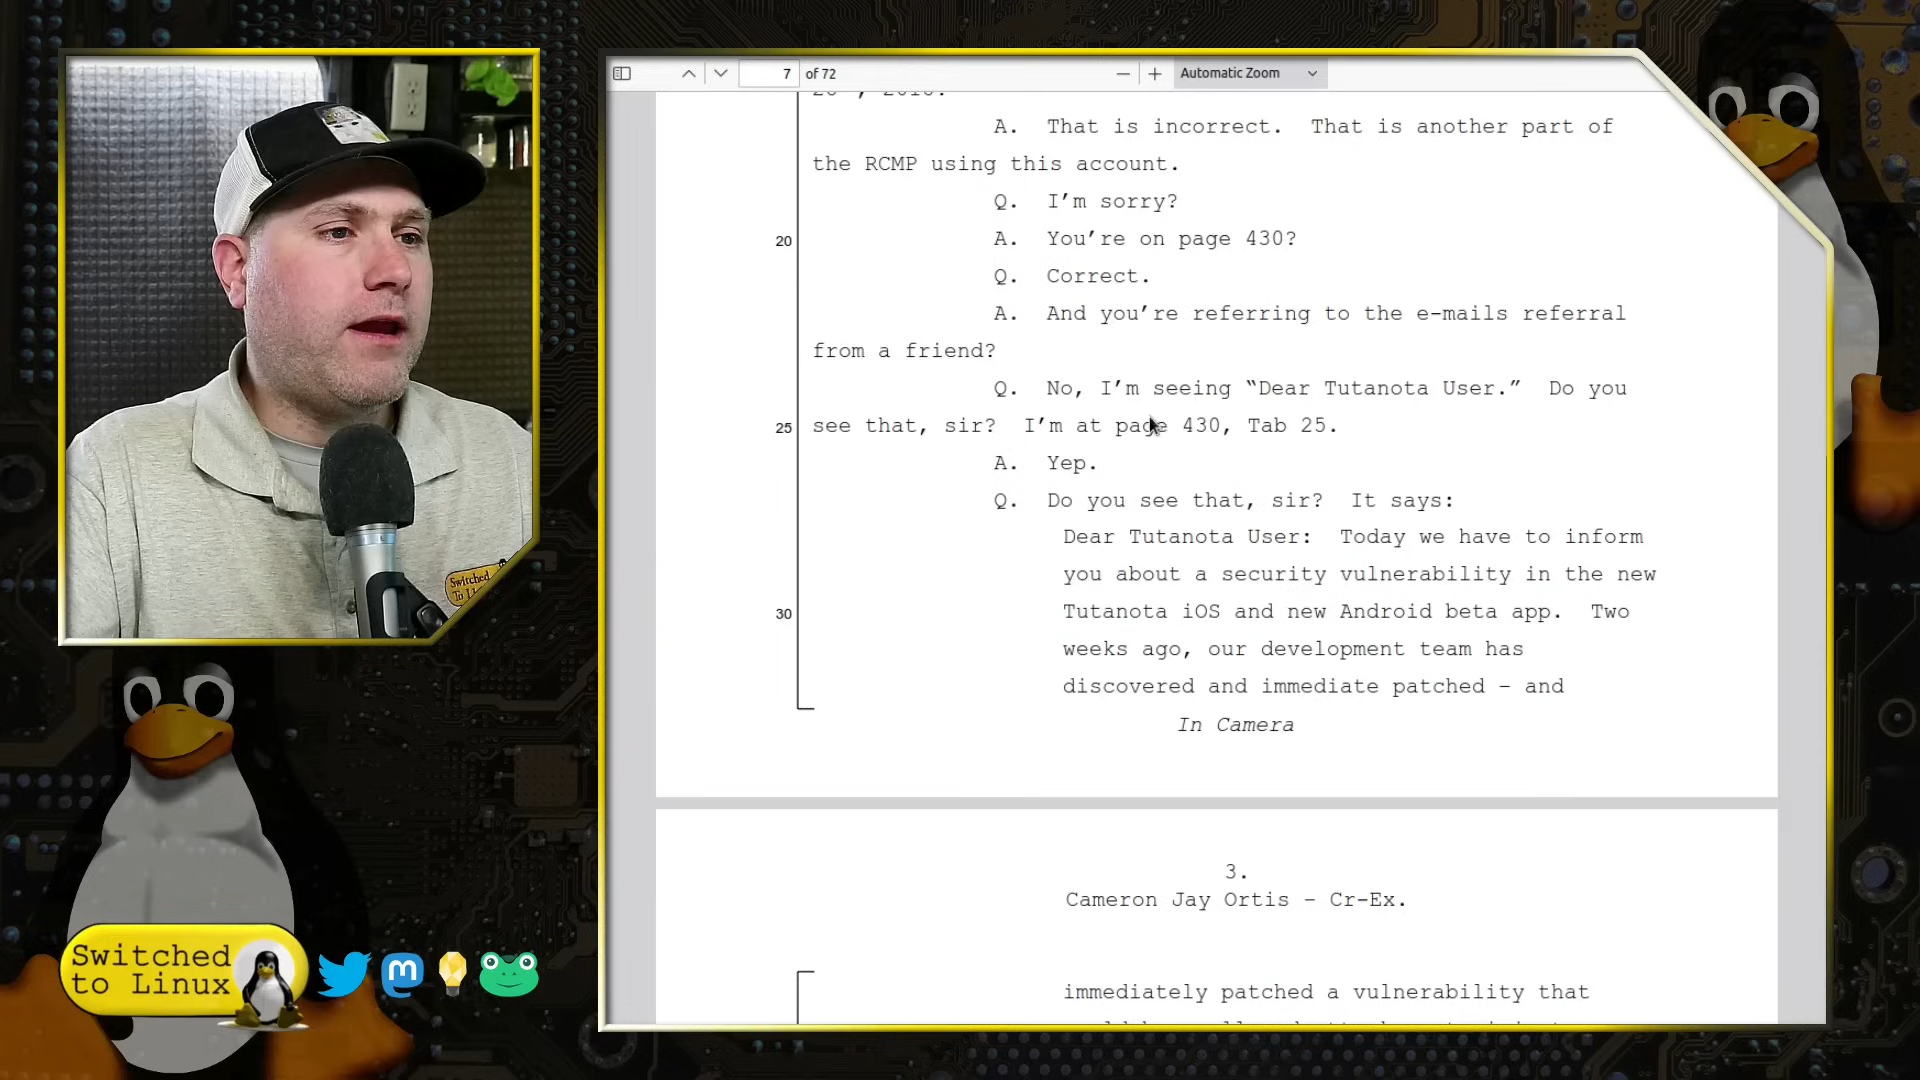 7 of 72
Automatic Zoom
A. That is incorrect. That is another part of
the RCMP using this account.
Q. I'm sorry?
20
A. You're on page 430?
Q. Correct.
A. And you're referring to the e-mails referral
from a friend?
Q. No, I'm seeing “Dear Tutanota User.” Do you
25
see that, sir? I'm at page 430, Tab 25.
A. Yep.
Q. Do you see that, sir? It says:
Dear Tutanota User: Today we have to inform
you about a security vulnerability in the new
30
Tutanota iOS and new Android beta app. Two
weeks ago, our development team has
discovered and immediate patched – and
In Camera
3.
Cameron Jay Ortis – Cr-Ex.
immediately patched a vulnerability that
Switched
Switched
to Linux